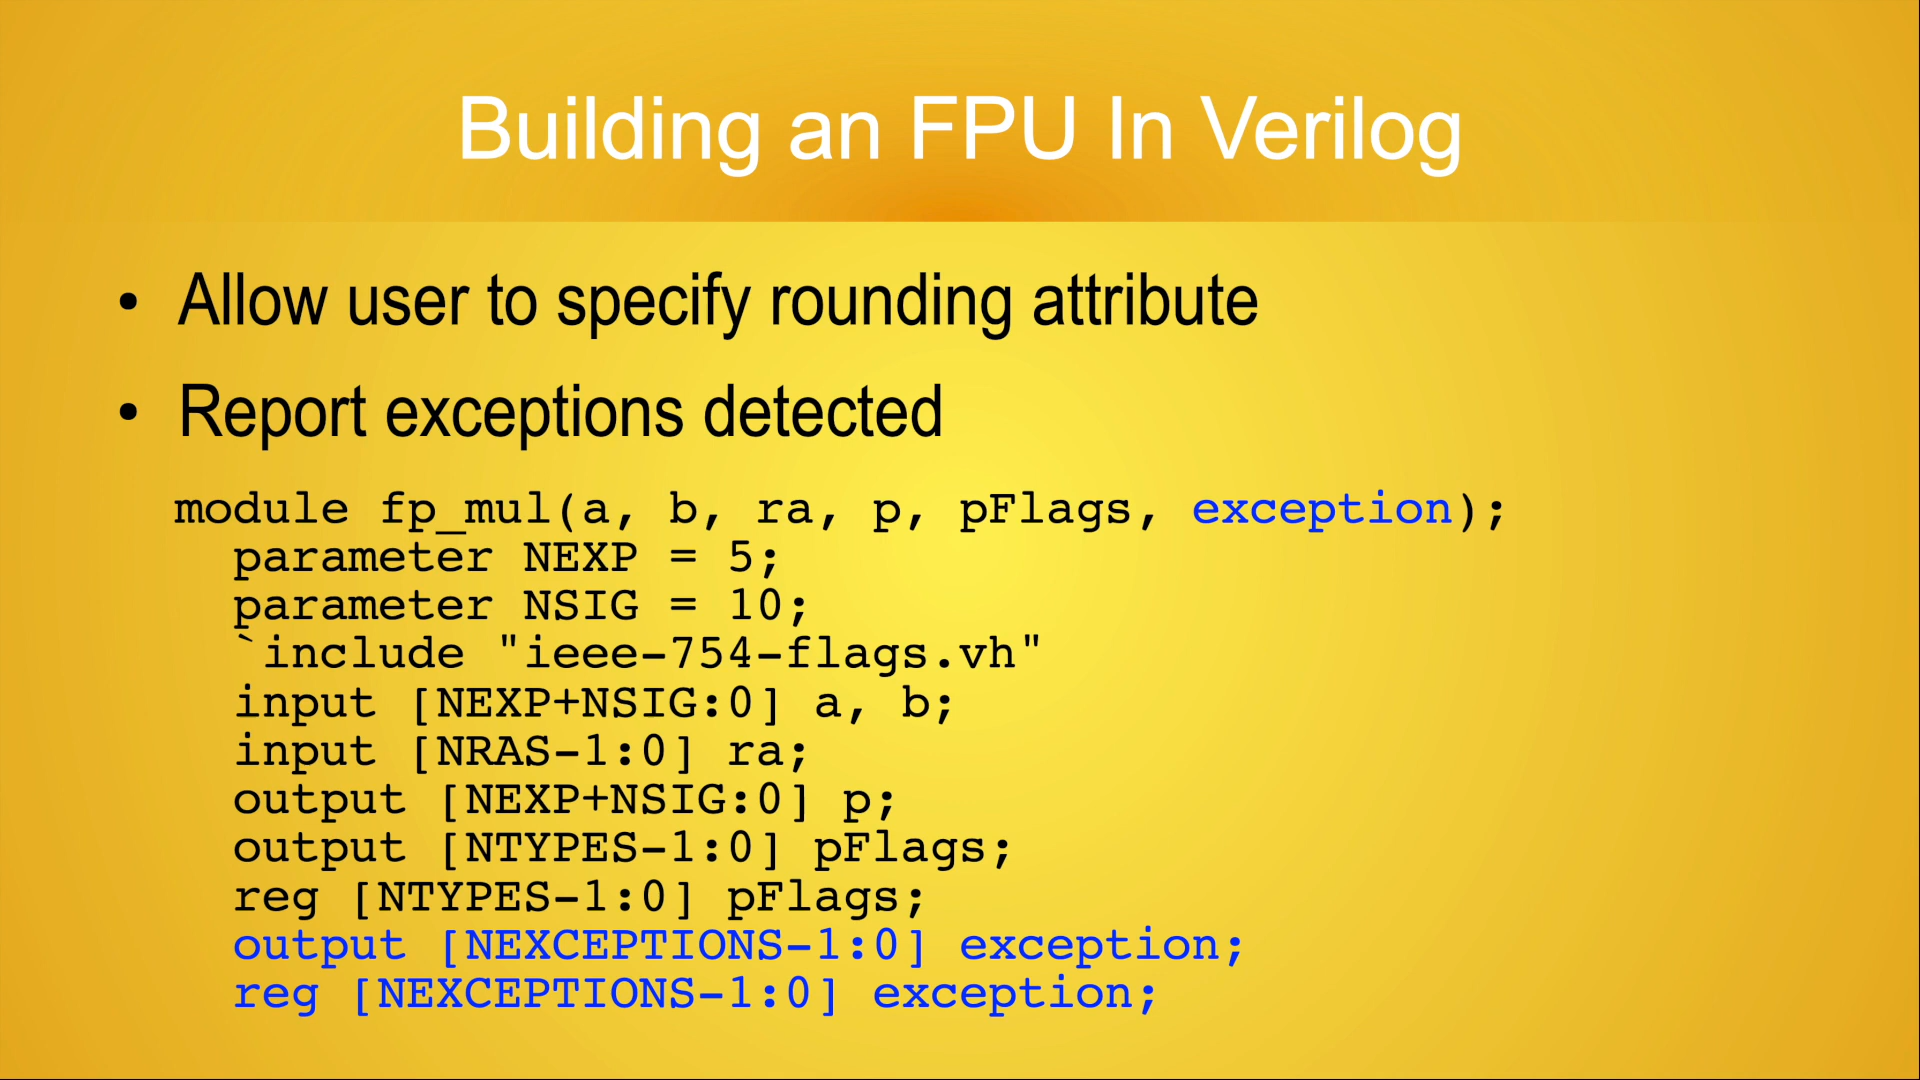 Building an FPU In Verilog
• Allow user to specify rounding attribute
• Report exceptions detected
module fp_mul(a, b, ra, p, pFlags, exception);
  parameter NEXP = 5;
  parameter NSIG = 10;
  `include "ieee-754-flags.vh"
  input [NEXP+NSIG:0] a, b;
  input [NRAS-1:0] ra;
  output [NEXP+NSIG:0] p;
  output [NTYPES-1:0] pFlags;
  reg [NTYPES-1:0] pFlags;
  output [NEXCEPTIONS-1:0] exception;
  reg [NEXCEPTIONS-1:0] exception;